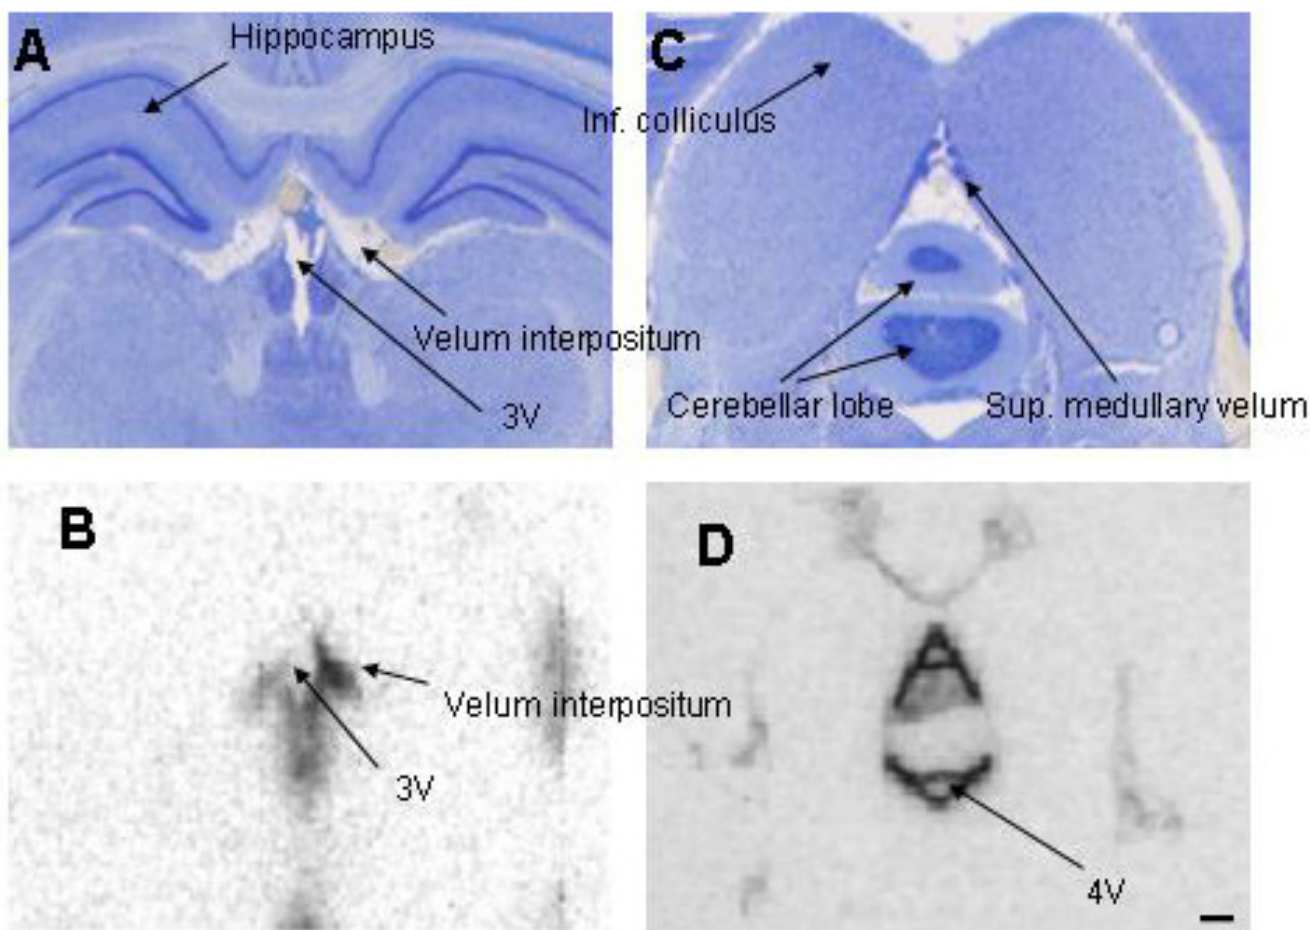 A
Hippocampus
Velum interpositum
3V
C
Inf. colliculus
Cerebellar lobe
Sup. medullary velum
B
Velum interpositum
3V
D
4V